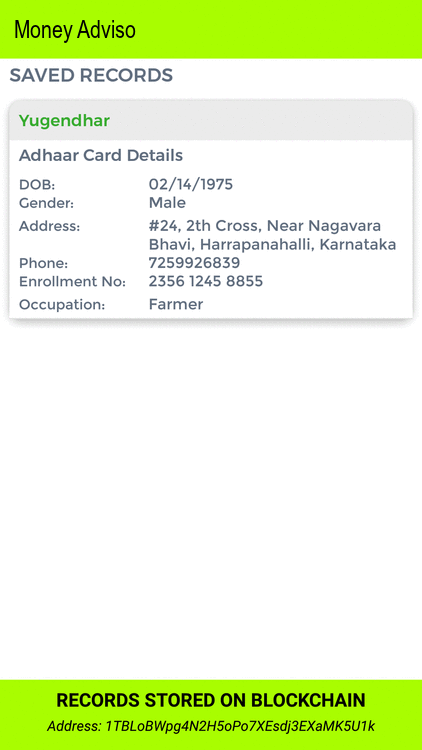 Money Adviso
SAVED RECORDS
Yugendhar
Adhaar Card Details
DOB: 02/14/1975
Gender: Male
Address: #24, 2th Cross, Near Nagavara
Bhavi, Harrapanahalli, Karnataka
Phone: 7259926839
Enrollment No: 2356 1245 8855
Occupation: Farmer
RECORDS STORED ON BLOCKCHAIN
Address: 1TBLoBWpg4N2H5oPo7XEsdj3EXaMK5U1k